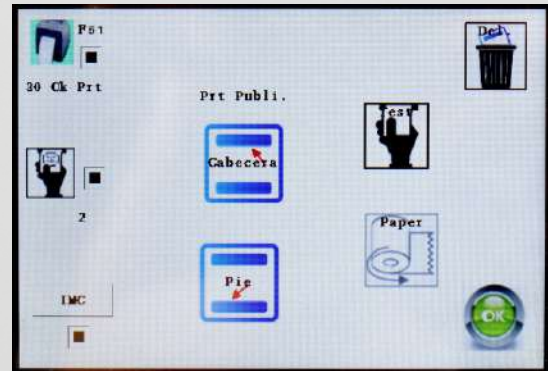 F51
Del.
30 Ck Prt
Prt Publi.
Test
Cabecera
2
Paper
Pie
IMC
OK